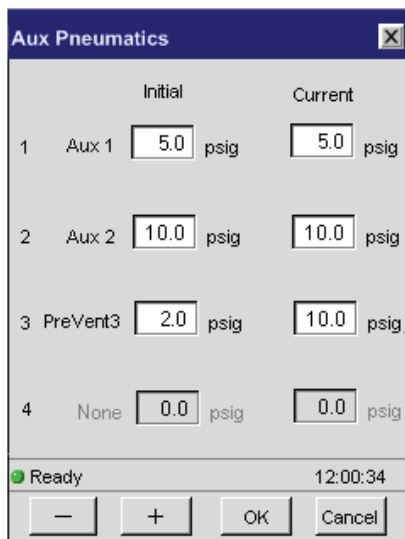 Aux Pneumatics
Initial Current
1 Aux 1 5.0 psig 5.0 psig
2 Aux 2 10.0 psig 10.0 psig
3 PreVent3 2.0 psig 10.0 psig
4 None 0.0 psig 0.0 psig
Ready 12:00:34
− + OK Cancel